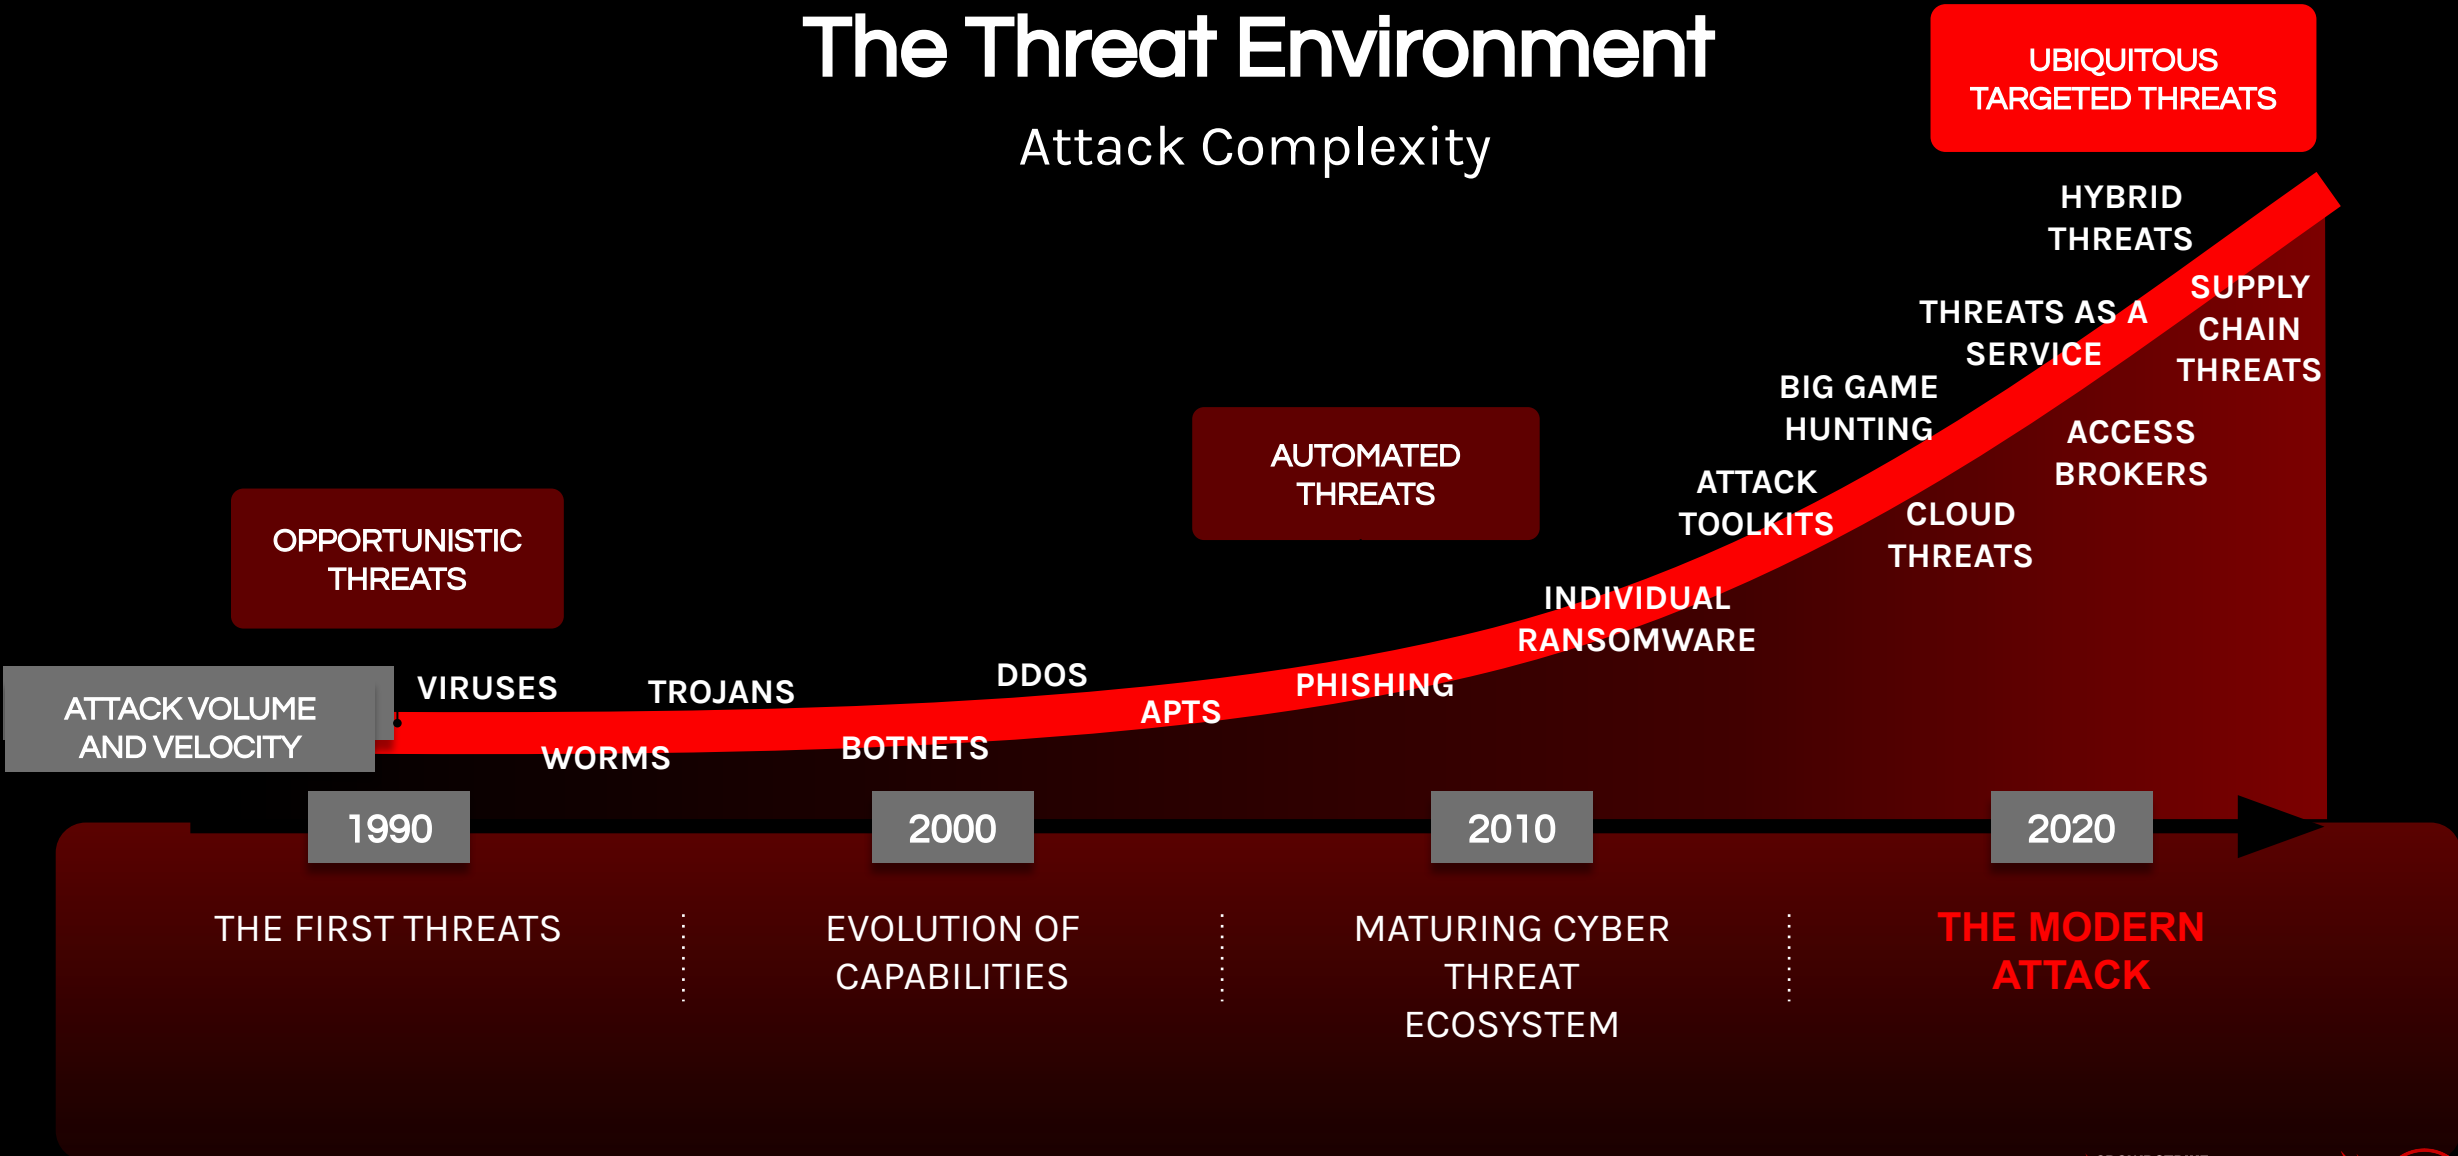 The Threat Environment
Attack Complexity
UBIQUITOUS
TARGETED THREATS
HYBRID
THREATS
SUPPLY
CHAIN
THREATS
THREATS AS A
SERVICE
BIG GAME
HUNTING
ACCESS
BROKERS
AUTOMATED
THREATS
ATTACK
TOOLKITS
CLOUD
THREATS
OPPORTUNISTIC
THREATS
INDIVIDUAL
RANSOMWARE
VIRUSES
TROJANS
DDOS
PHISHING
APTS
ATTACK VOLUME
AND VELOCITY
WORMS
BOTNETS
1990
2000
2010
2020
THE FIRST THREATS
EVOLUTION OF
CAPABILITIES
MATURING CYBER
THREAT
ECOSYSTEM
THE MODERN
ATTACK